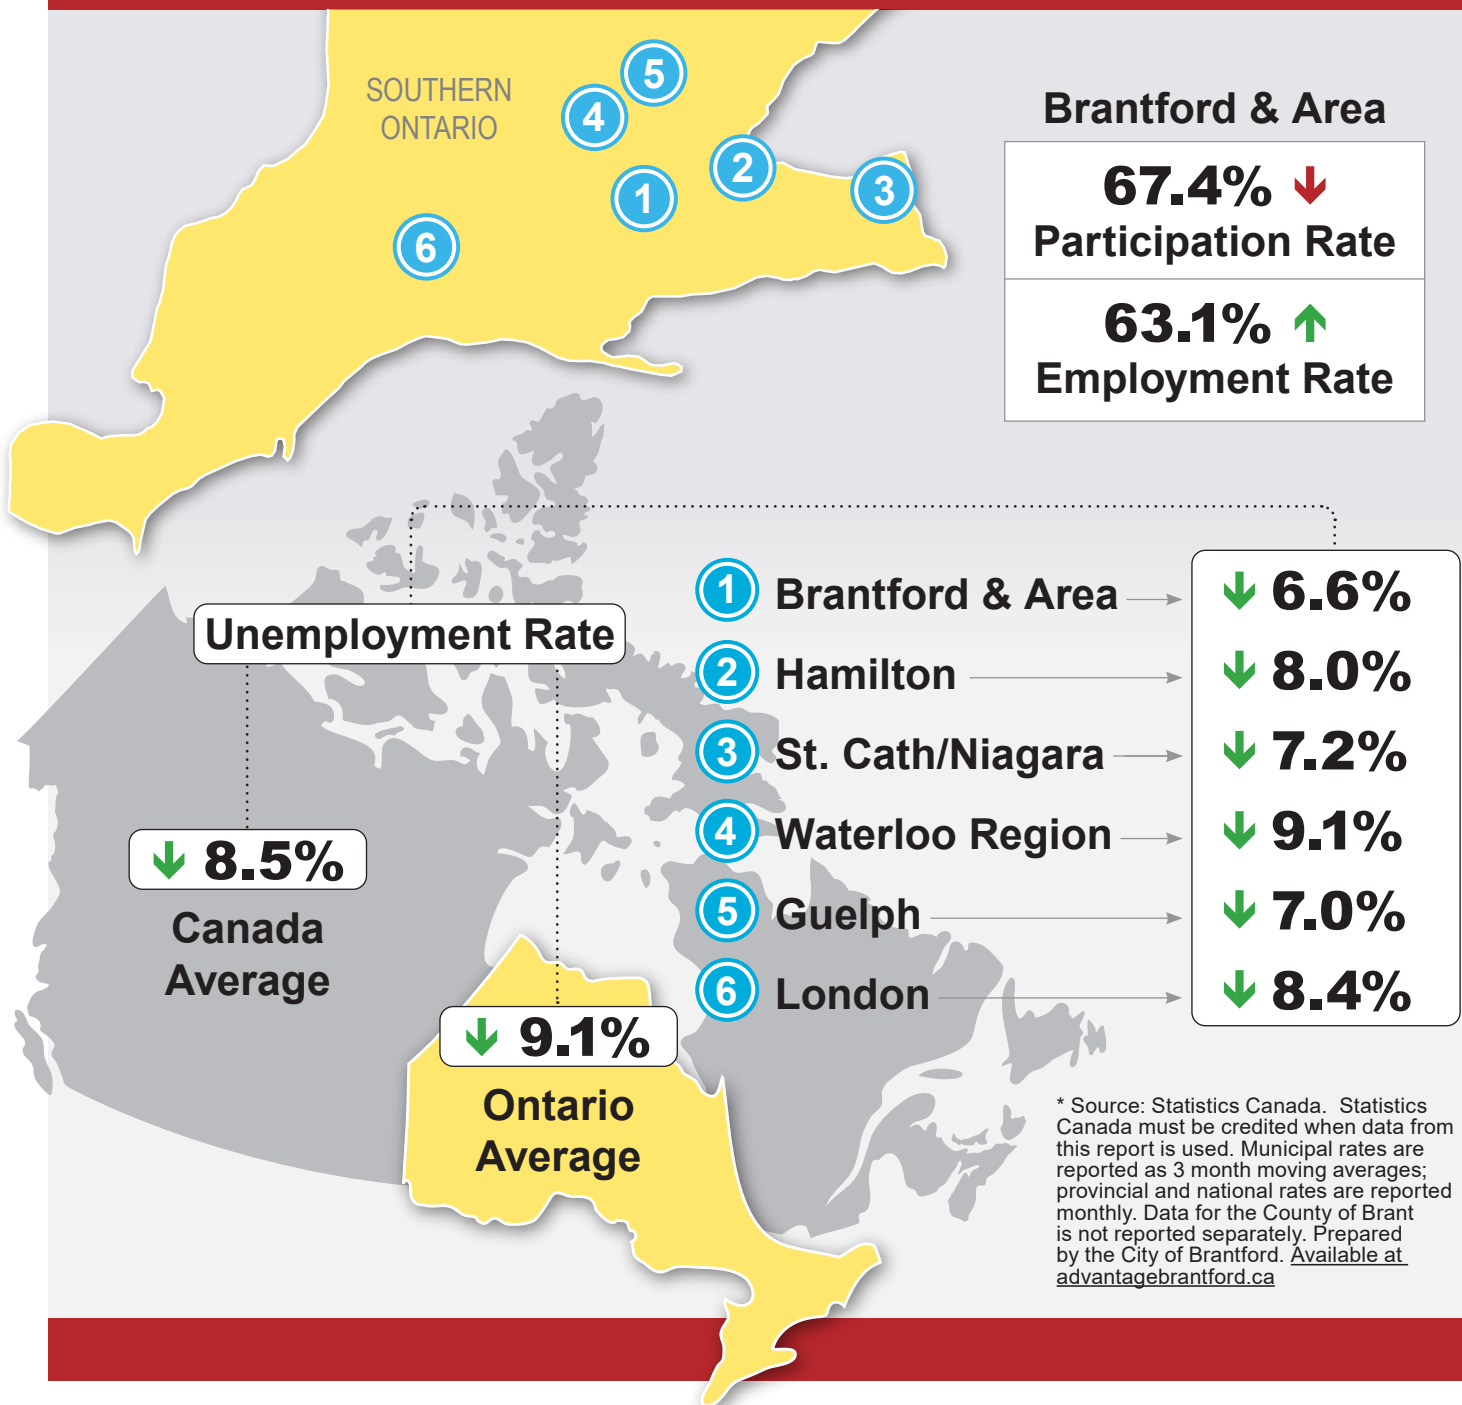 SOUTHERN
ONTARIO
5
4
2
1
3
6
Brantford & Area
67.4%
Participation Rate
63.1%
Employment Rate
Unemployment Rate
1 Brantford & Area 6.6%
2 Hamilton 8.0%
3 St. Cath/Niagara 7.2%
4 Waterloo Region 9.1%
5 Guelph 7.0%
6 London 8.4%
8.5%
Canada
Average
9.1%
Ontario
Average
* Source: Statistics Canada.  Statistics
Canada must be credited when data from
this report is used. Municipal rates are
reported as 3 month moving averages;
provincial and national rates are reported
monthly. Data for the County of Brant
is not reported separately. Prepared
by the City of Brantford. Available at
advantagebrantford.ca